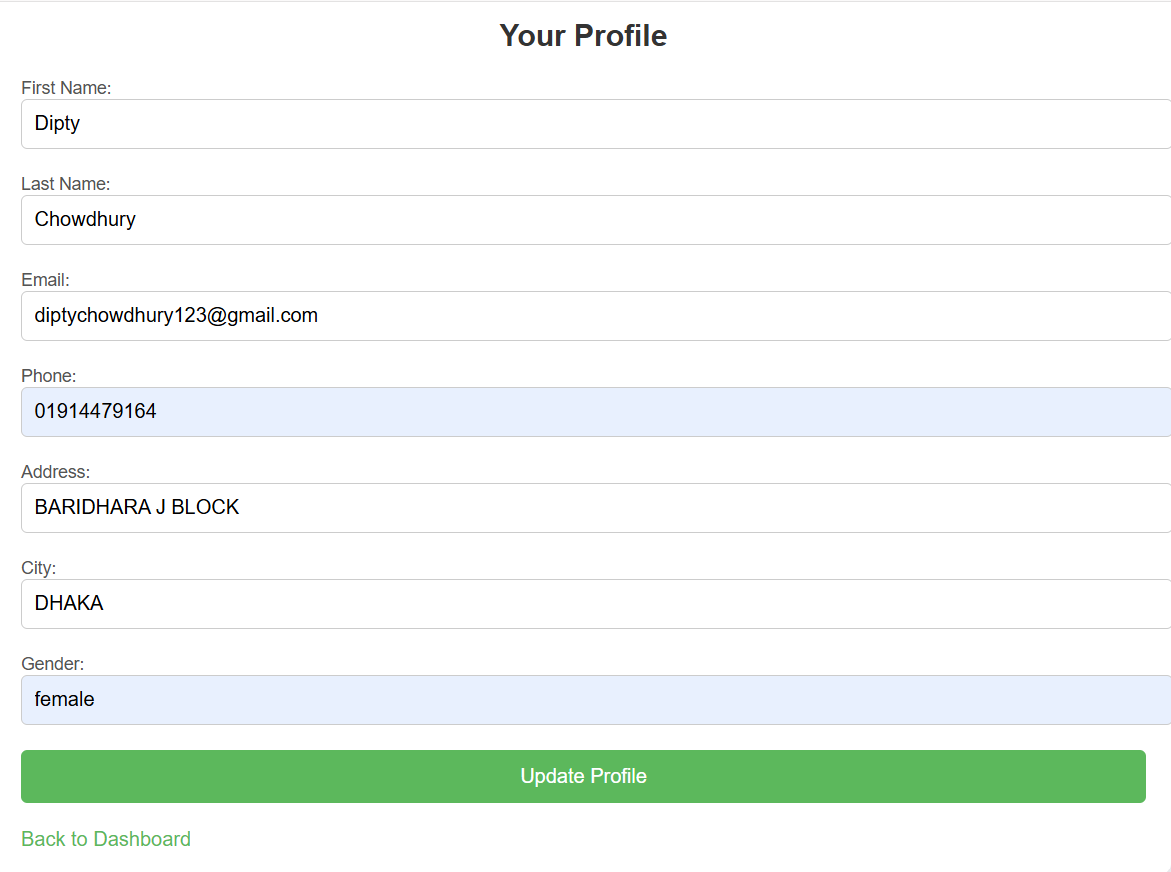 Your Profile
First Name:
Dipty
Last Name:
Chowdhury
Email:
diptychowdhury123@gmail.com
Phone:
01914479164
Address:
BARIDHARA J BLOCK
City:
DHAKA
Gender:
female
Update Profile
Back to Dashboard